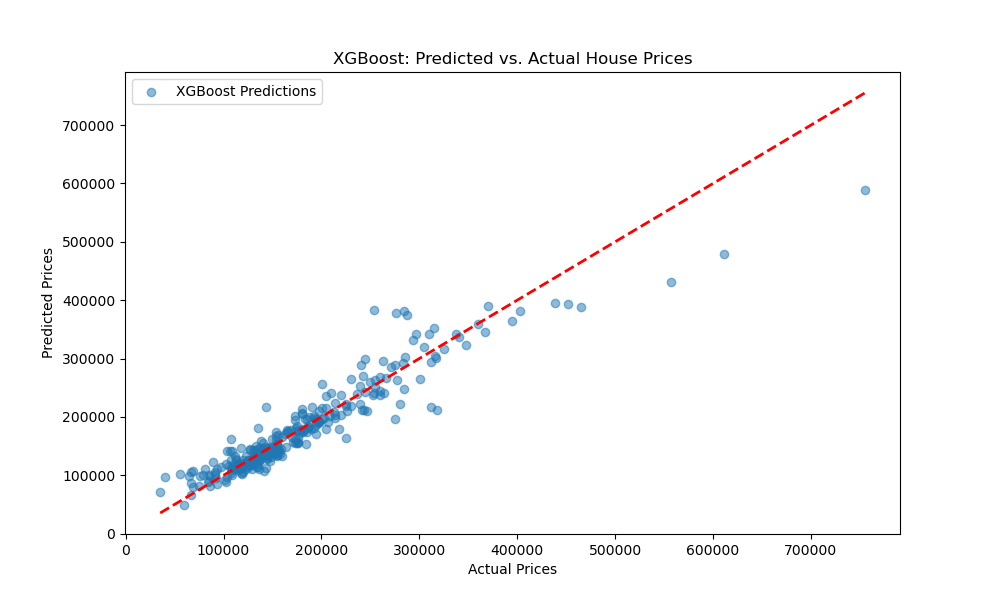 XGBoost: Predicted vs. Actual House Prices
XGBoost Predictions
Predicted Prices
700000
600000
500000
400000
300000
200000
100000
0
0 100000 200000 300000 400000 500000 600000 700000
Actual Prices